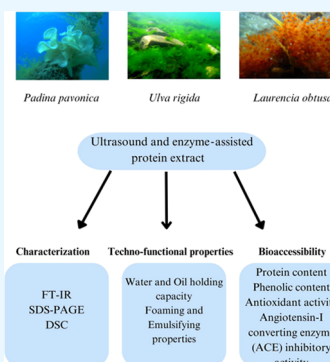 Padina pavonica Ulva rigida Laurencia obtusa
Ultrasound and enzyme-assisted
protein extract
Characterization Techno-functional properties Bioaccessibility
FT-IR
SDS-PAGE
DSC
Water and Oil holding
capacity
Foaming and
Emulsifying
properties
Protein content
Phenolic content
Antioxidant activit
Angiotensin-I
converting enzym
(ACE) inhibitory
activity